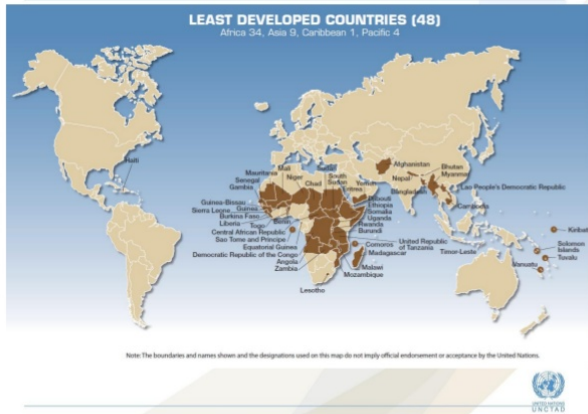 LEAST DEVELOPED COUNTRIES (48)
Africa 34, Asia 9, Caribbean 1, Pacific 4
Haiti
Mauritania
Mali
Senegal
Niger
Gambia
Chad
South
Sudan
Eritrea
Yemen
Afghanistan
Nepal
Bangladesh
Bhutan
Myanmar
Lao People's Democratic Republic
Cambodia
Guinea-Bissau
Guinea
Sierra Leone
Burkina Faso
Liberia
Togo
Benin
Central African Republic
Sao Tome and Principe
Equatorial Guinea
Democratic Republic of the Congo
Angola
Zambia
Lesotho
Djibouti
Ethiopia
Somalia
Uganda
Rwanda
Burundi
United Republic
of Tanzania
Comoros
Madagascar
Malawi
Mozambique
Timor-Leste
Kiribati
Solomon
Islands
Tuvalu
Vanuatu
Note: The boundaries and names shown and the designations used on this map do not imply official endorsement or acceptance by the United Nations.
UNITED NATIONS
UNCTAD